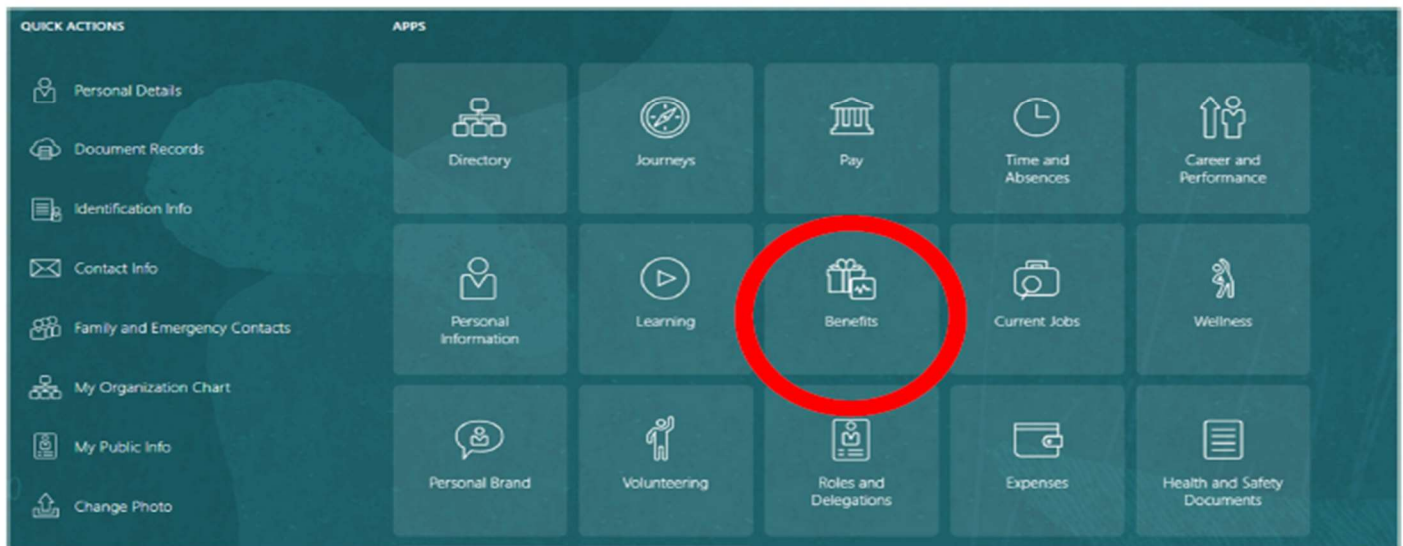 QUICK ACTIONS
Personal Details
Document Records
Identification Info
Contact Info
Family and Emergency Contacts
My Organization Chart
My Public Info
Change Photo
APPS
Directory
Journeys
Pay
Time and
Absences
Career and
Performance
Personal
Information
Learning
Benefits
Current Jobs
Wellness
Personal Brand
Volunteering
Roles and
Delegations
Expenses
Health and Safety
Documents